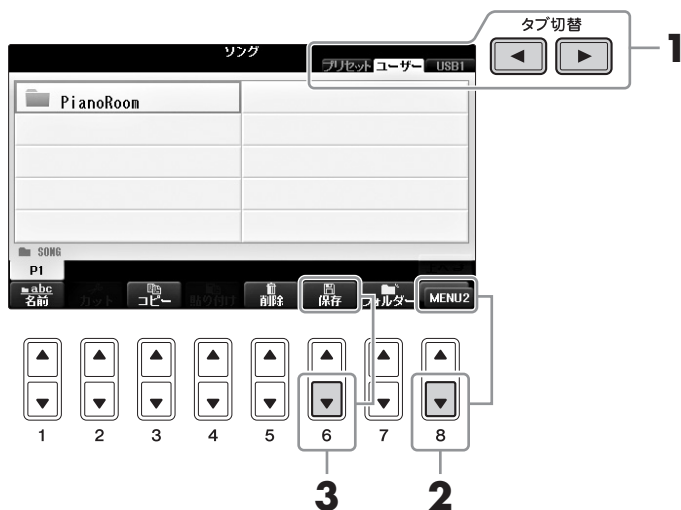 タブ切替
1
ソング
プリセット ユーザー USB1
PianoRoom
SONG
P1
abc
名前 カット コピー 貼り付け 削除 保存 フォルダー MENU2
1 2 3 4 5 6 7 8
3 2